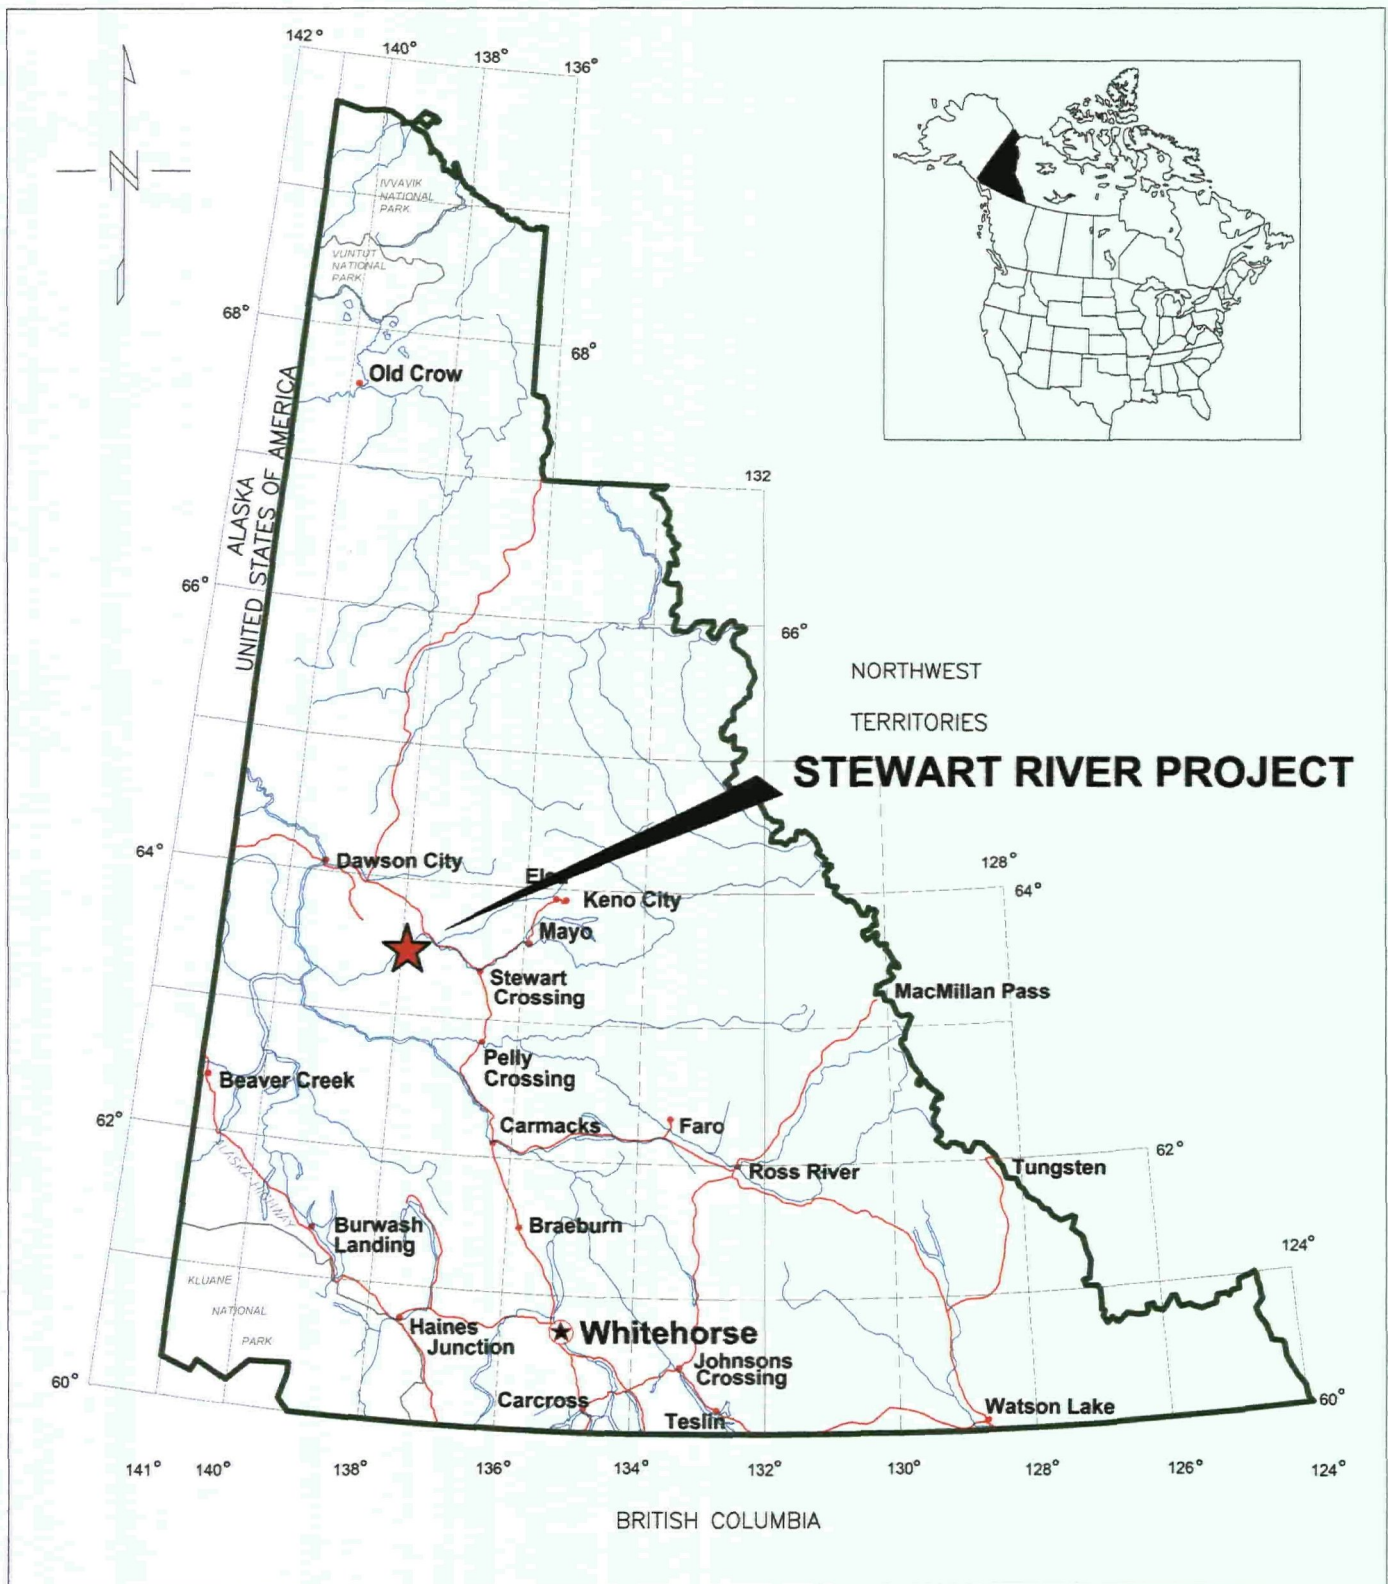 142°
140°
138°
136°
N
IVVAVIK
NATIONAL
PARK
VUNTUT
NATIONAL
PARK
68°
68°
Old Crow
ALASKA
UNITED STATES OF AMERICA
132
66°
66°
NORTHWEST
TERRITORIES
STEWART RIVER PROJECT
64°
Dawson City
128°
64°
Keno City
Mayo
Stewart
Crossing
MacMillan Pass
Pelly
Crossing
Beaver Creek
62°
Carmacks
Faro
62°
Ross River
Tungsten
ALASKA HIGHWAY
Burwash
Landing
Braeburn
124°
KLUANE
NATIONAL
PARK
Haines
Junction
Whitehorse
Johnsons
Crossing
60°
Carcross
Teslin
Watson Lake
60°
141°
140°
138°
136°
134°
132°
130°
128°
126°
124°
BRITISH COLUMBIA